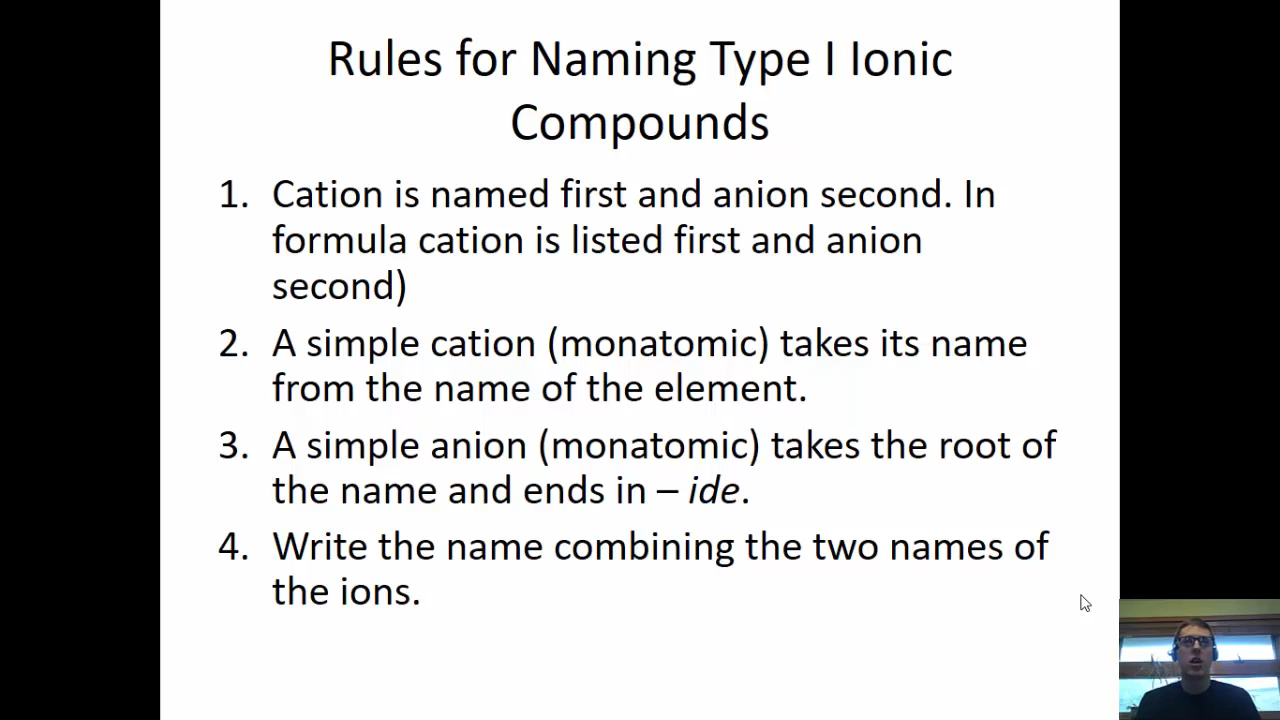 Rules for Naming Type I Ionic
Compounds
1. Cation is named first and anion second. In
formula cation is listed first and anion
second)
2. A simple cation (monatomic) takes its name
from the name of the element.
3. A simple anion (monatomic) takes the root of
the name and ends in – ide.
4. Write the name combining the two names of
the ions.